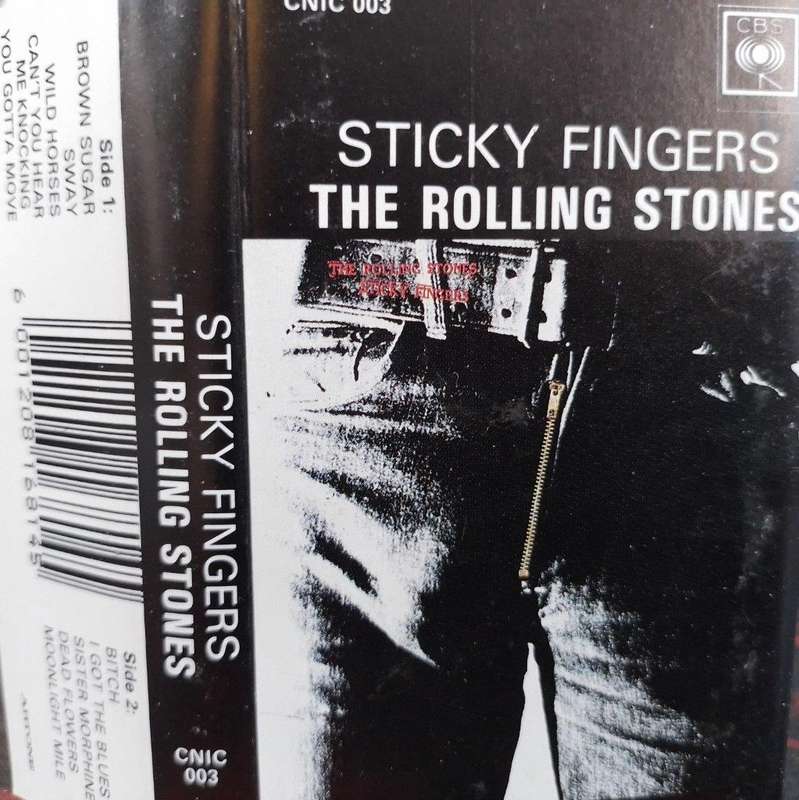 CNIC 003
CBS
STICKY FINGERS
THE ROLLING STONES
THE ROLLING STONES
STICKY FINGERS
STICKY FINGERS
THE ROLLING STONES
CNIC
003
Side 1:
BROWN SUGAR
SWAY
WILD HORSES
CAN'T YOU HEAR
ME KNOCKING
YOU GOTTA MOVE
6 001208 168145
Side 2:
BITCH
I GOT THE BLUES
SISTER MORPHINE
DEAD FLOWERS
MOONLIGHT MILE